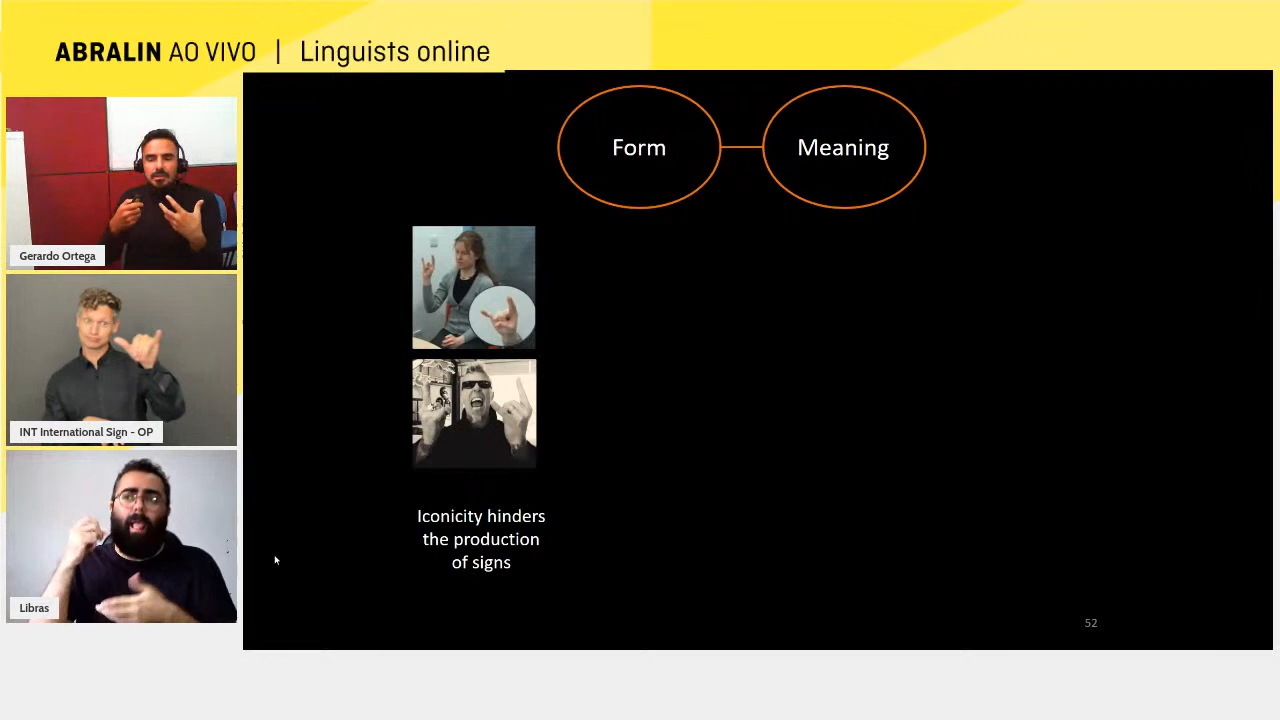 ABRALIN AO VIVO | Linguists online
Form
Meaning
Gerardo Ortega
INT International Sign - OP
Libras
Iconicity hinders
the production
of signs
52